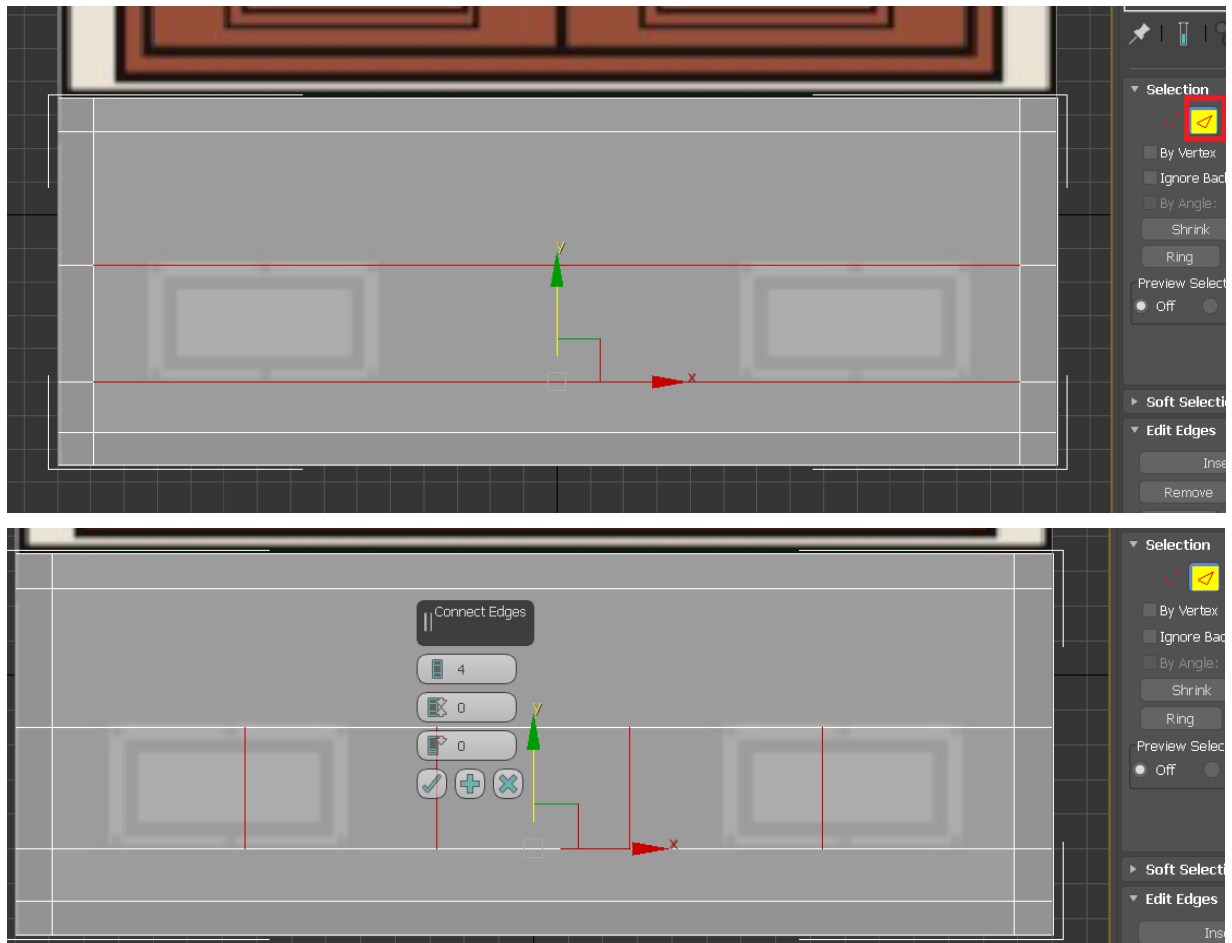 Selection
By Vertex
Ignore Bac
By Angle:
Shrink
Ring
Preview Select
Off
y
x
Soft Selecti
Edit Edges
Inse
Remove
Selection
Connect Edges
By Vertex
Ignore Bac
4
By Angle:
Shrink
0
y
Ring
0
Preview Selec
Off
x
Soft Selecti
Edit Edges
Ins